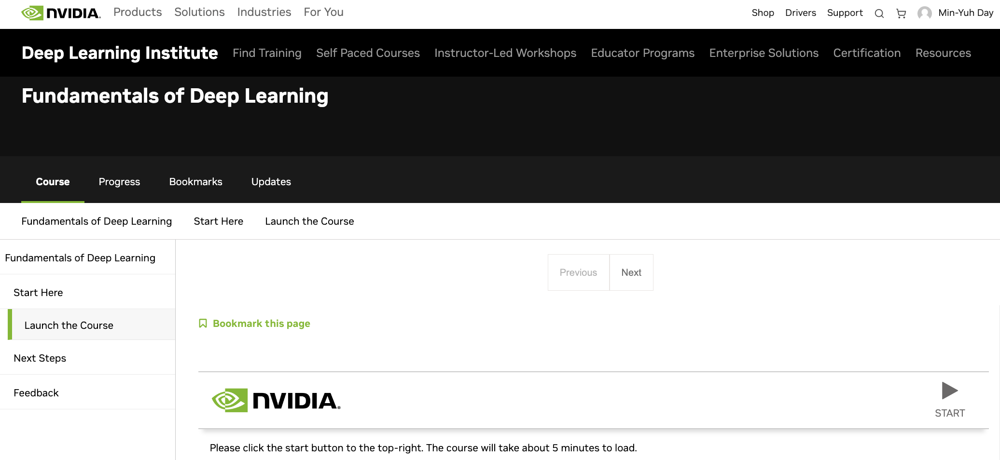 NVIDIA. Products Solutions Industries For You Shop Drivers Support Min-Yuh Day
Deep Learning Institute Find Training Self Paced Courses Instructor-Led Workshops Educator Programs Enterprise Solutions Certification Resources
Fundamentals of Deep Learning
Course Progress Bookmarks Updates
Fundamentals of Deep Learning Start Here Launch the Course
Fundamentals of Deep Learning
Start Here
Launch the Course
Next Steps
Feedback
Previous Next
Bookmark this page
NVIDIA.®
START
Please click the start button to the top-right. The course will take about 5 minutes to load.